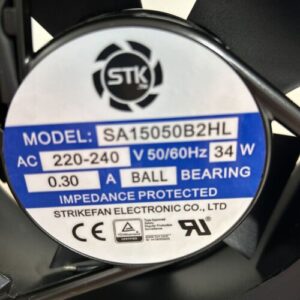 STK
MODEL: SA15050B2HL
AC 220-240 V 50/60Hz 34 W
0.30 A BALL BEARING
IMPEDANCE PROTECTED
STRIKEFAN ELECTRONIC CO., LTD
CE